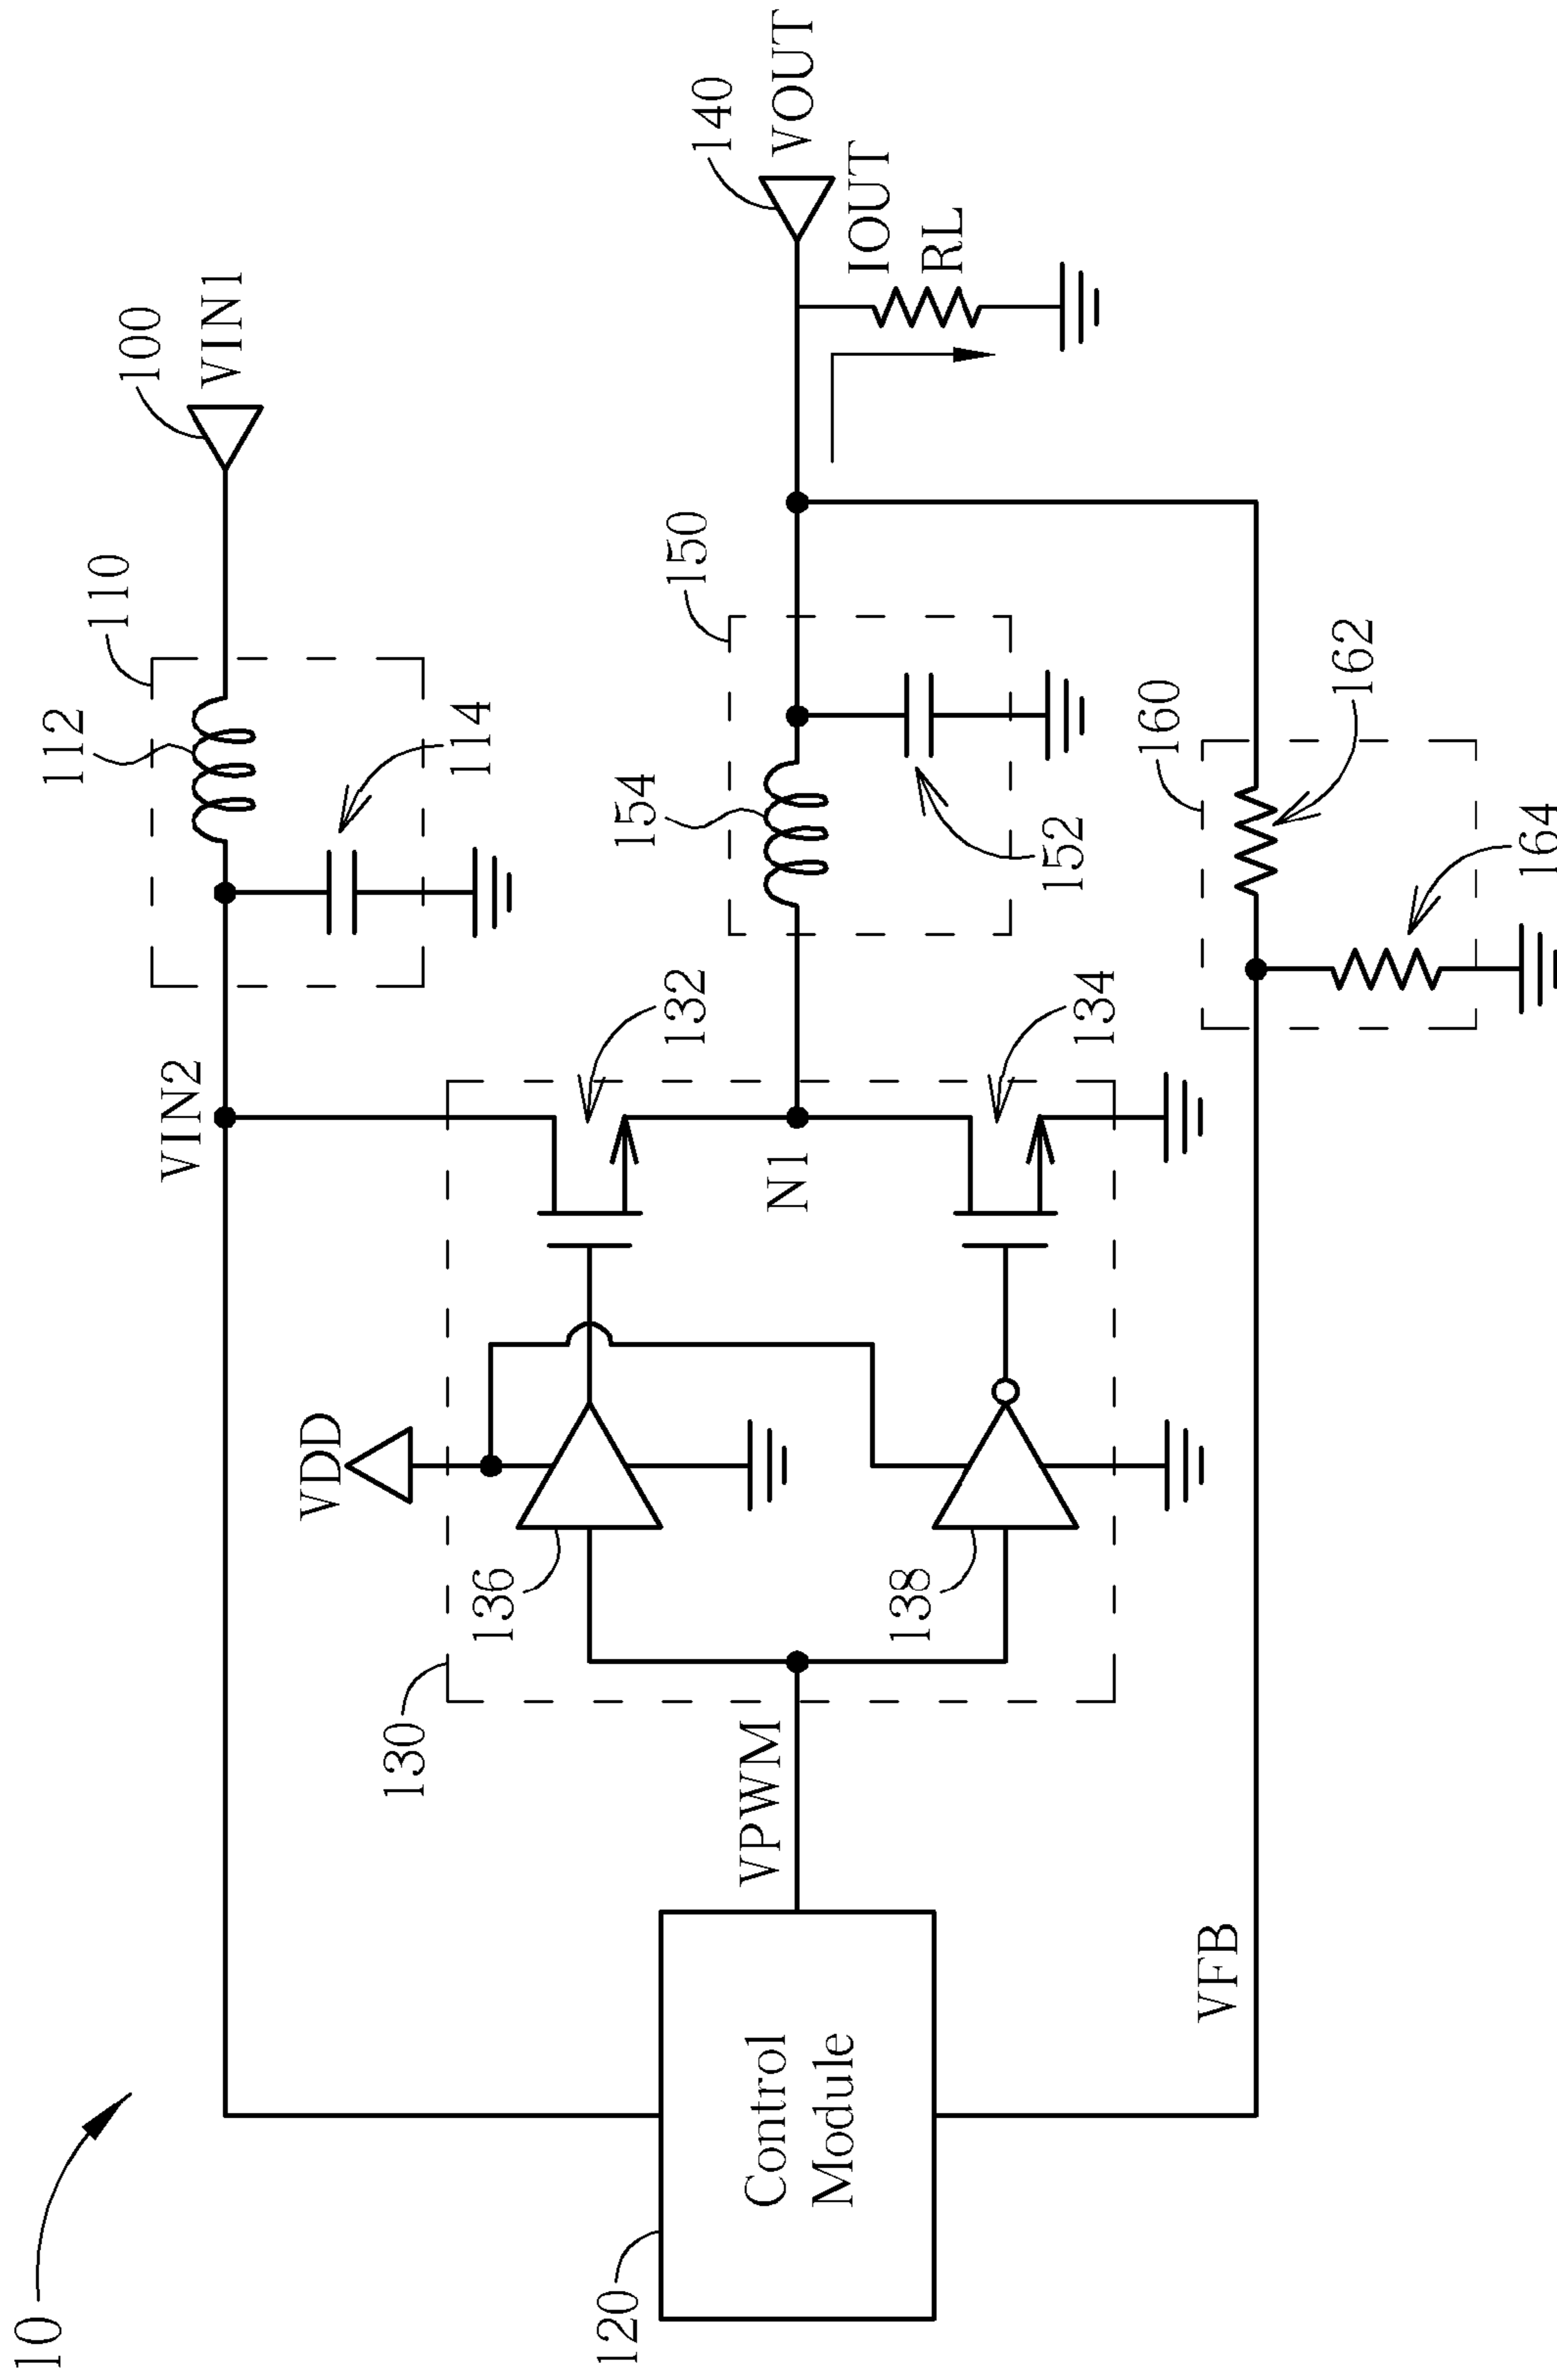 10
112
110
100
VIN1
VIN2
114
VDD
132
154
150
140
VOUT
130
136
IOUT
RL
120
Control
Module
VPWM
138
N1
134
152
160
162
VFB
164